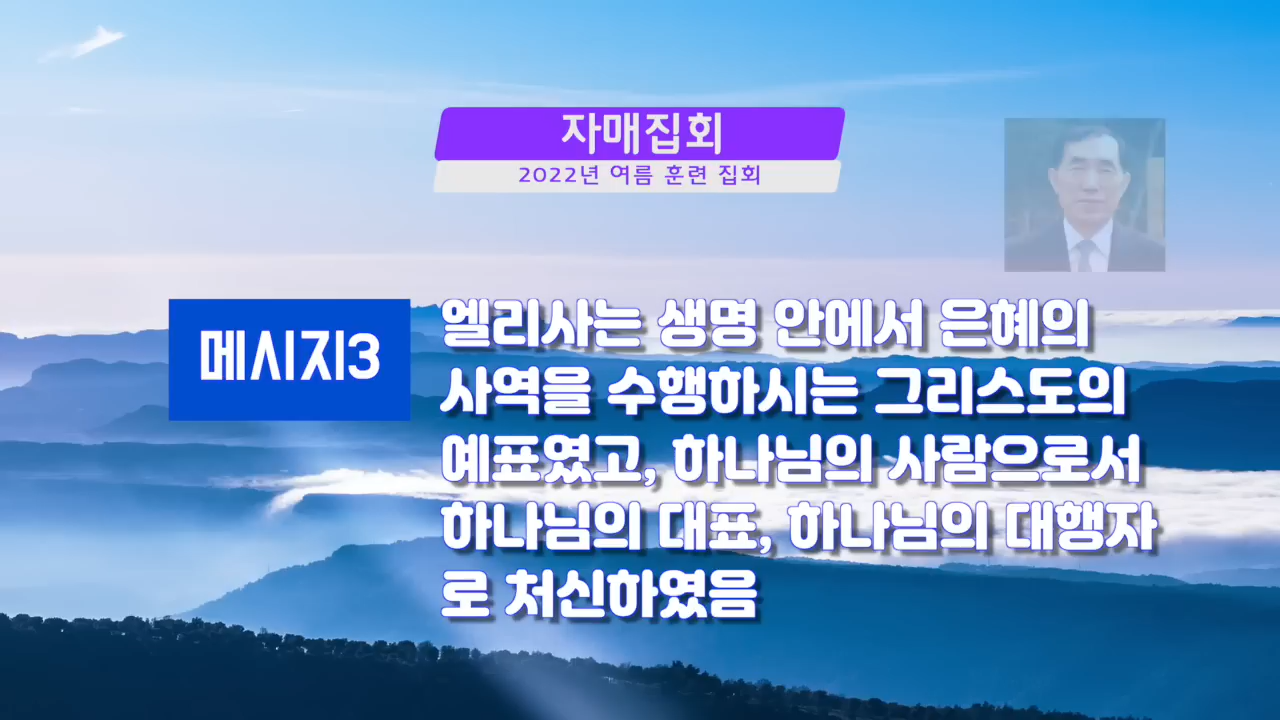 자매집회
2022년 여름 훈련 집회
메시지3
엘리사는 생명 안에서 은혜의
사역을 수행하시는 그리스도의
예표였고, 하나님의 사람으로서
하나님의 대표, 하나님의 대행자
로 처신하였음